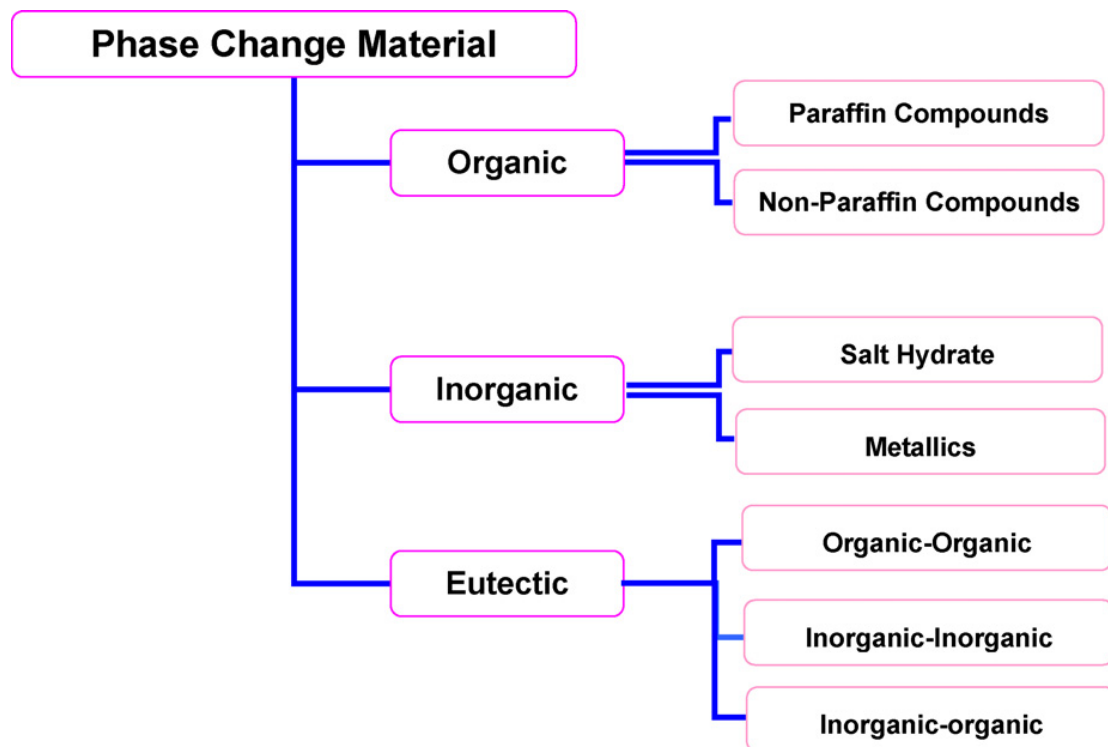 Phase Change Material
Organic
Paraffin Compounds
Non-Paraffin Compounds
Inorganic
Salt Hydrate
Metallics
Eutectic
Organic-Organic
Inorganic-Inorganic
Inorganic-organic